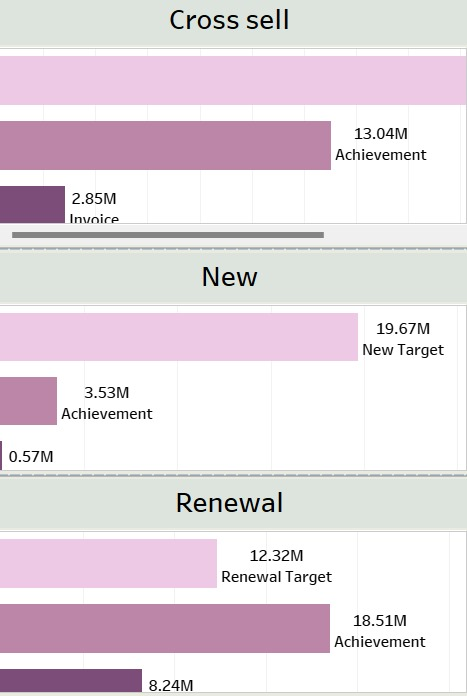 Cross sell
13.04M
Achievement
2.85M
Invoice
New
19.67M
New Target
3.53M
Achievement
0.57M
Renewal
12.32M
Renewal Target
18.51M
Achievement
8.24M